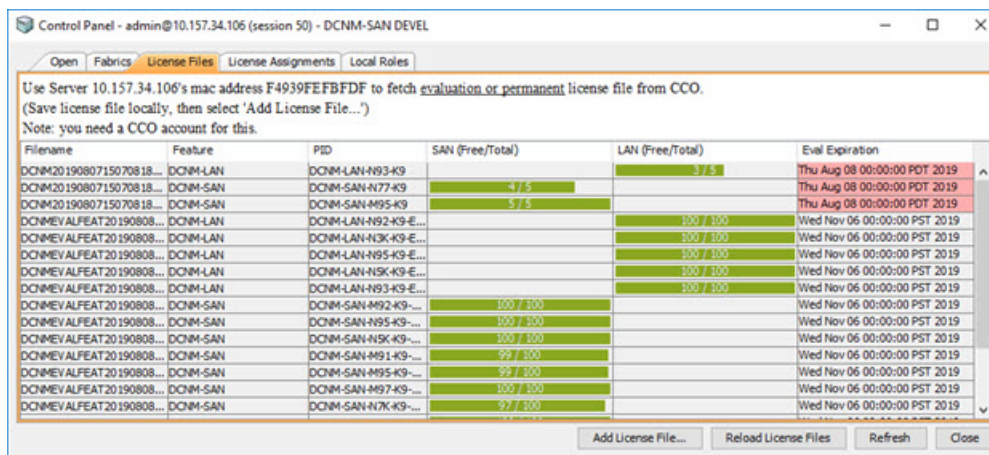 Control Panel - admin@10.157.34.106 (session 50) - DCNM-SAN DEVEL
Open Fabrics License Files License Assignments Local Roles
Use Server 10.157.34.106's mac address F4939FEFBFDF to fetch evaluation or permanent license file from CCO.
(Save license file locally, then select 'Add License File...')
Note: you need a CCO account for this.
Filename Feature PID SAN (Free/Total) LAN (Free/Total) Eval Expiration
DCNM2019080715070818... DCNM-LAN DCNM-LAN-N93-K9 3 / 5 Thu Aug 08 00:00:00 PDT 2019
DCNM2019080715070818... DCNM-SAN DCNM-SAN-N77-K9 4 / 5 Thu Aug 08 00:00:00 PDT 2019
DCNM2019080715070818... DCNM-SAN DCNM-SAN-M95-K9 5 / 5 Thu Aug 08 00:00:00 PDT 2019
DCNMEVALFEAT20190808... DCNM-LAN DCNM-LAN-N92-K9-E... 100 / 100 Wed Nov 06 00:00:00 PST 2019
DCNMEVALFEAT20190808... DCNM-LAN DCNM-LAN-N3K-K9-E... 100 / 100 Wed Nov 06 00:00:00 PST 2019
DCNMEVALFEAT20190808... DCNM-LAN DCNM-LAN-N95-K9-E... 100 / 100 Wed Nov 06 00:00:00 PST 2019
DCNMEVALFEAT20190808... DCNM-LAN DCNM-LAN-N5K-K9-E... 100 / 100 Wed Nov 06 00:00:00 PST 2019
DCNMEVALFEAT20190808... DCNM-LAN DCNM-LAN-N93-K9-E... 100 / 100 Wed Nov 06 00:00:00 PST 2019
DCNMEVALFEAT20190808... DCNM-SAN DCNM-SAN-M92-K9-... 100 / 100 Wed Nov 06 00:00:00 PST 2019
DCNMEVALFEAT20190808... DCNM-SAN DCNM-SAN-N95-K9-... 100 / 100 Wed Nov 06 00:00:00 PST 2019
DCNMEVALFEAT20190808... DCNM-SAN DCNM-SAN-N5K-K9-... 100 / 100 Wed Nov 06 00:00:00 PST 2019
DCNMEVALFEAT20190808... DCNM-SAN DCNM-SAN-M91-K9-... 99 / 100 Wed Nov 06 00:00:00 PST 2019
DCNMEVALFEAT20190808... DCNM-SAN DCNM-SAN-M95-K9-... 99 / 100 Wed Nov 06 00:00:00 PST 2019
DCNMEVALFEAT20190808... DCNM-SAN DCNM-SAN-M97-K9-... 100 / 100 Wed Nov 06 00:00:00 PST 2019
DCNMEVALFEAT20190808... DCNM-SAN DCNM-SAN-N7K-K9-... 97 / 100 Wed Nov 06 00:00:00 PST 2019
Add License File... Reload License Files Refresh Close